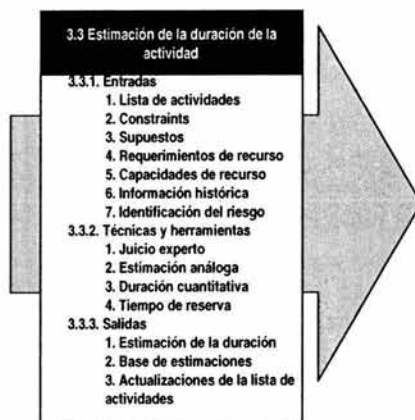 3.3 Estimación de la duración de la
actividad
3.3.1. Entradas
1. Lista de actividades
2. Constraints
3. Supuestos
4. Requerimientos de recurso
5. Capacidades de recurso
6. Información histórica
7. Identificación del riesgo
3.3.2. Técnicas y herramientas
1. Juicio experto
2. Estimación análoga
3. Duración cuantitativa
4. Tiempo de reserva
3.3.3. Salidas
1. Estimación de la duración
2. Base de estimaciones
3. Actualizaciones de la lista de
actividades